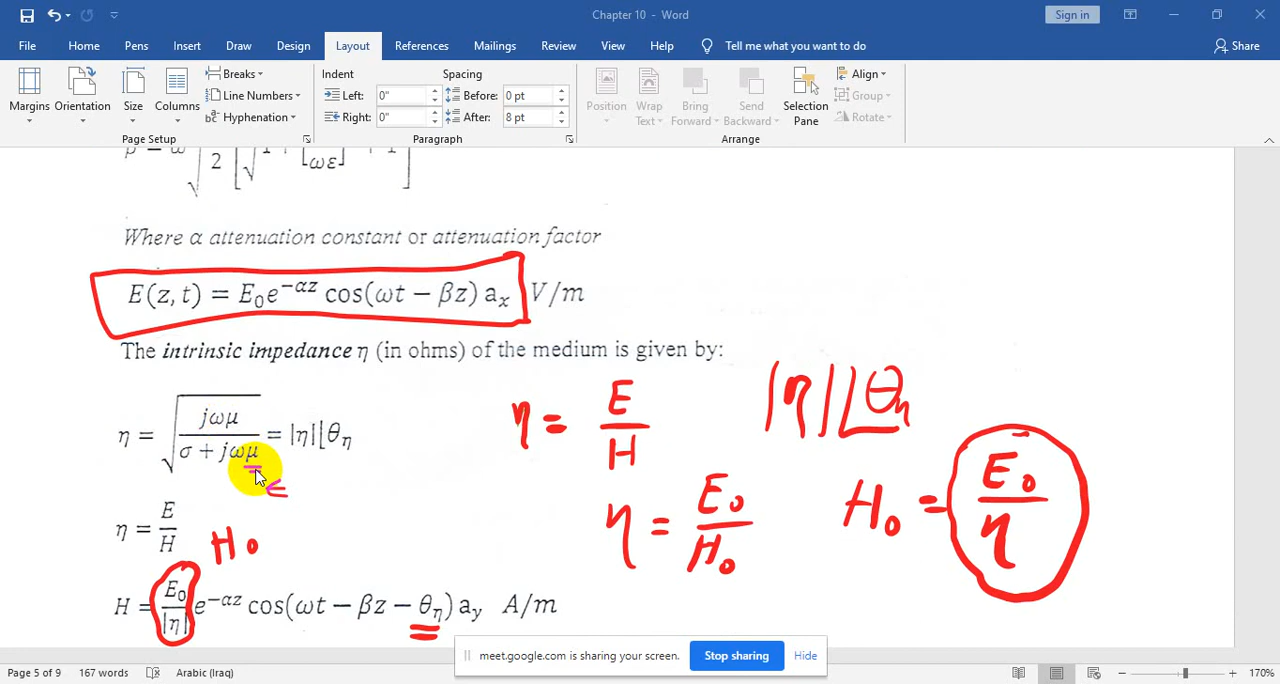 Chapter 10 - Word
Sign in
File Home Pens Insert Draw Design Layout References Mailings Review View Help Tell me what you want to do Share
Margins Orientation Size Columns
Breaks
Line Numbers
Hyphenation
Page Setup
Indent
Left: 0"
Right: 0"
Spacing
Before: 0 pt
After: 8 pt
Paragraph
Position
Wrap Text
Bring Forward
Send Backward
Selection Pane
Align
Group
Rotate
Arrange
Where α attenuation constant or attenuation factor
E(z, t) = E₀e^−αz cos(ωt − βz) aₓ V/m
The intrinsic impedance η (in ohms) of the medium is given by:
η = √(jωμ / (σ + jωμ)) = |η|⌊θ_η
η = E/H
|η|⌊θη
η = E/H
H₀
η = E₀/H₀
H₀ = E₀/η
H = E₀/|η| e^−αz cos(ωt − βz − θ_η) a_y A/m
meet.google.com is sharing your screen.
Stop sharing
Hide
Page 5 of 9 167 words Arabic (Iraq)
170%